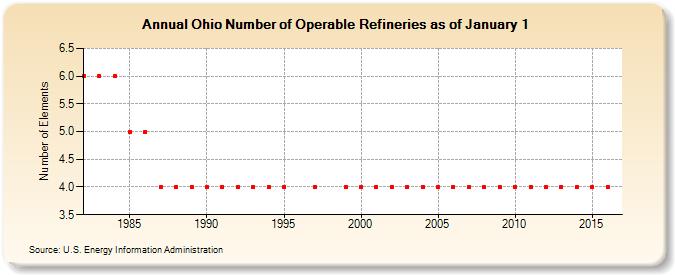 Annual Ohio Number of Operable Refineries as of January 1
Number of Elements
6.5
6.0
5.5
5.0
4.5
4.0
3.5
1985 1990 1995 2000 2005 2010 2015
Source: U.S. Energy Information Administration